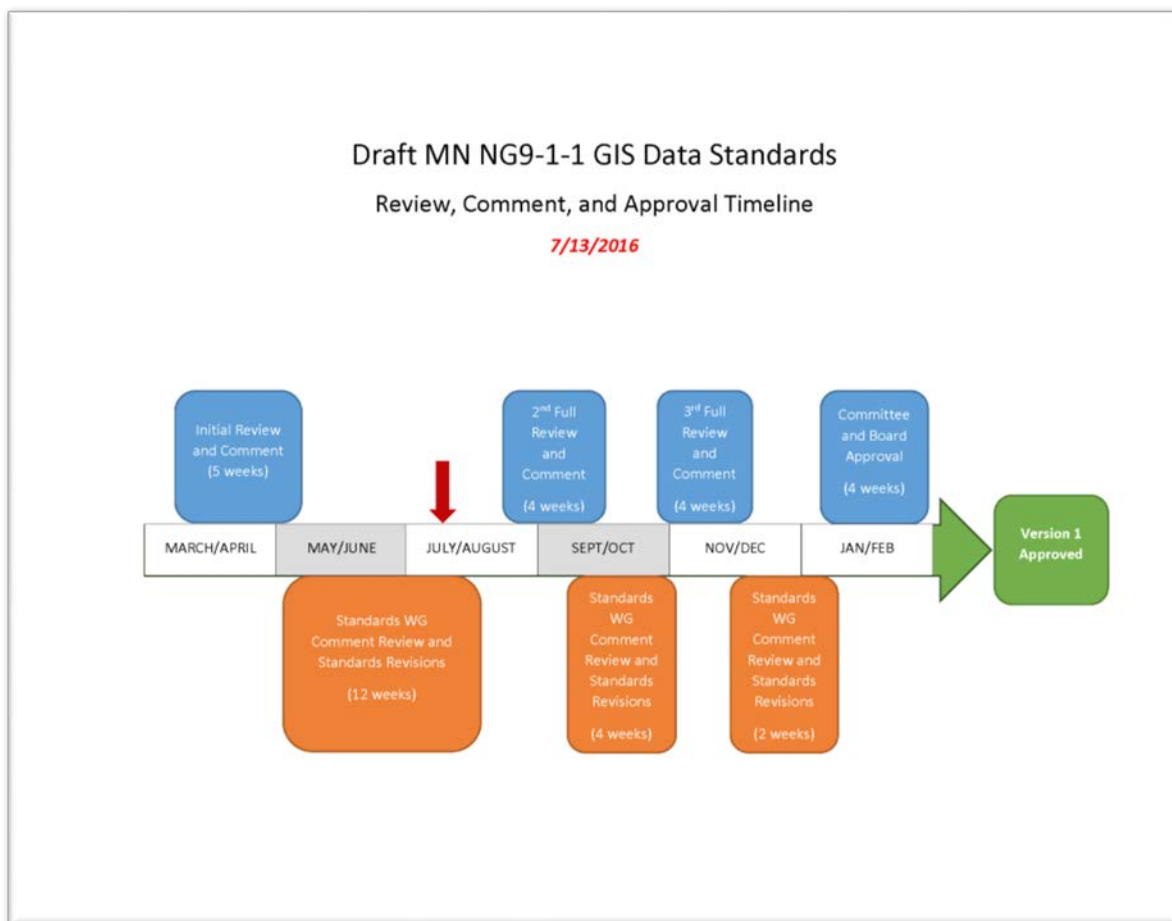 Draft MN NG9-1-1 GIS Data Standards
Review, Comment, and Approval Timeline
7/13/2016
Initial Review
and Comment
(5 weeks)
2nd Full
Review
and
Comment
(4 weeks)
3rd Full
Review
and
Comment
(4 weeks)
Committee
and Board
Approval
(4 weeks)
MARCH/APRIL
MAY/JUNE
JULY/AUGUST
SEPT/OCT
NOV/DEC
JAN/FEB
Version 1
Approved
Standards WG
Comment Review and
Standards Revisions
(12 weeks)
Standards
WG
Comment
Review and
Standards
Revisions
(4 weeks)
Standards
WG
Comment
Review and
Standards
Revisions
(2 weeks)